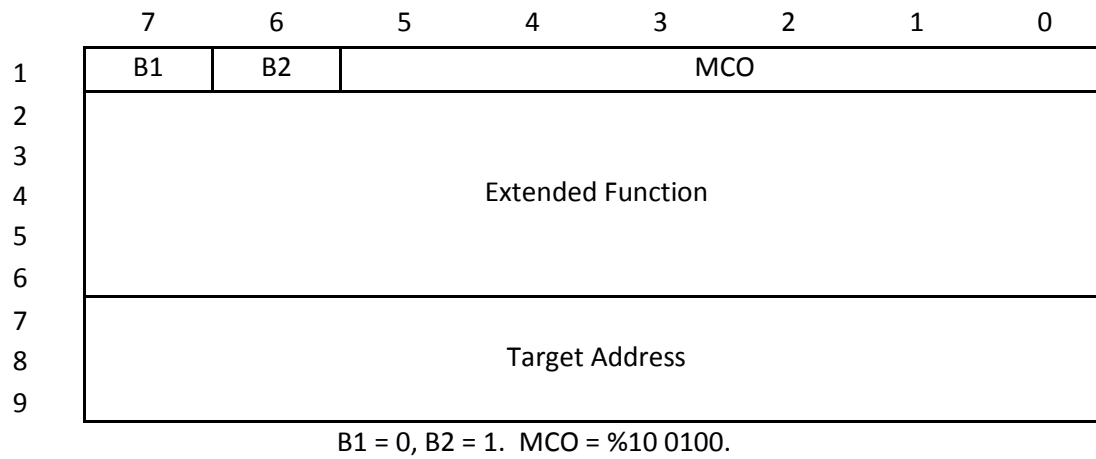 7 6 5 4 3 2 1 0
1 B1 B2 MCO
2
3
4 Extended Function
5
6
7
8 Target Address
9
B1 = 0, B2 = 1. MCO = %10 0100.